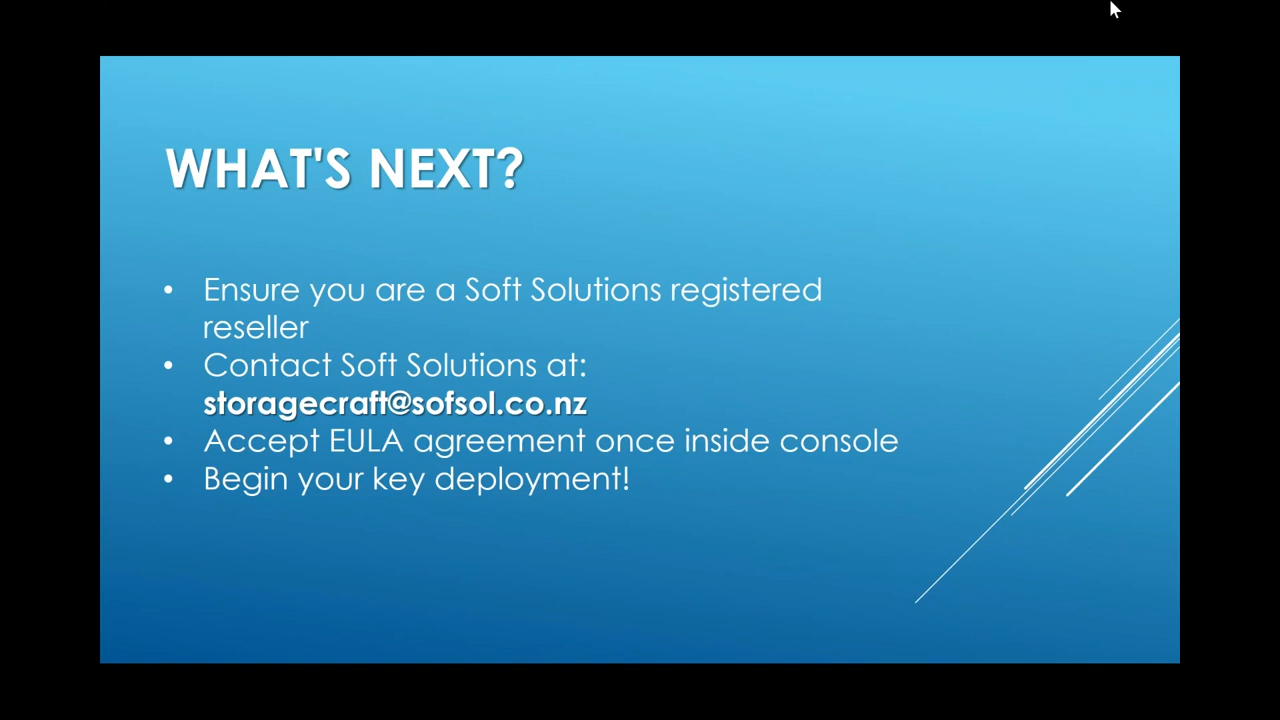 WHAT'S NEXT?
• Ensure you are a Soft Solutions registered
reseller
• Contact Soft Solutions at:
storagecraft@sofsol.co.nz
• Accept EULA agreement once inside console
• Begin your key deployment!